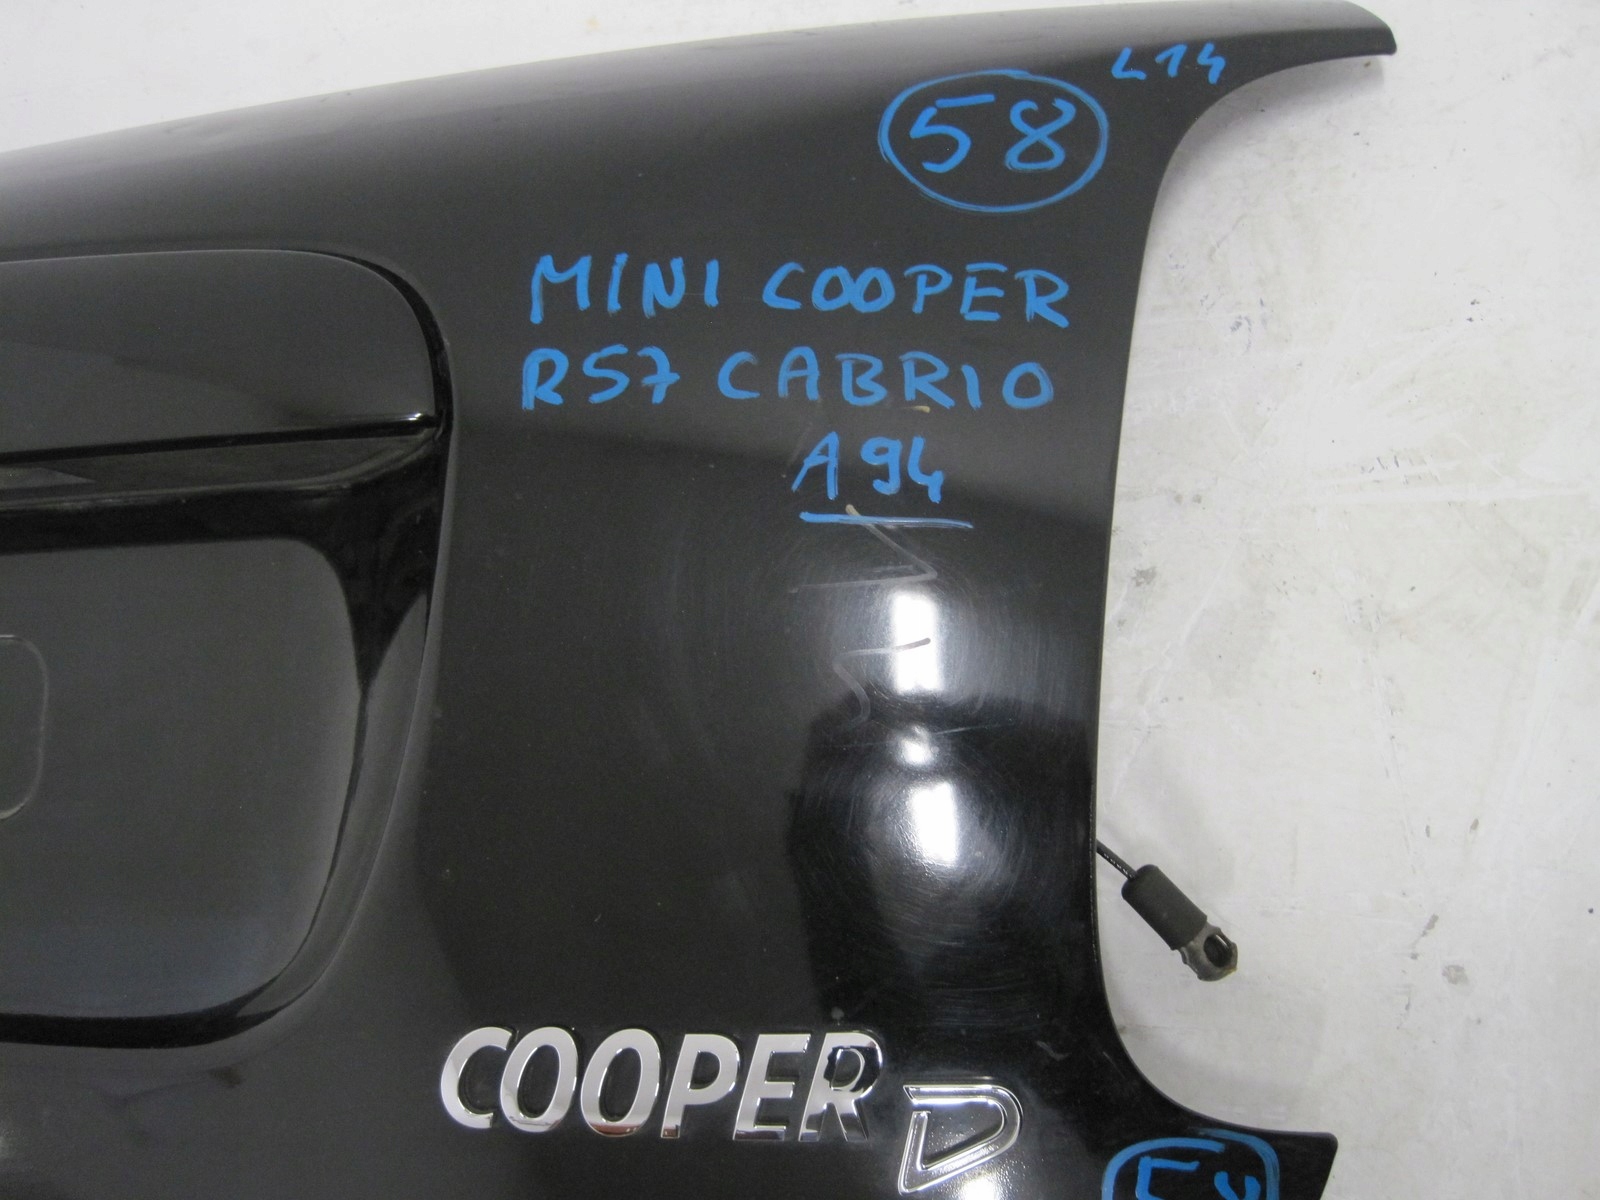 L14
58
MINI COOPER
R57 CABRIO
A94
COOPER D